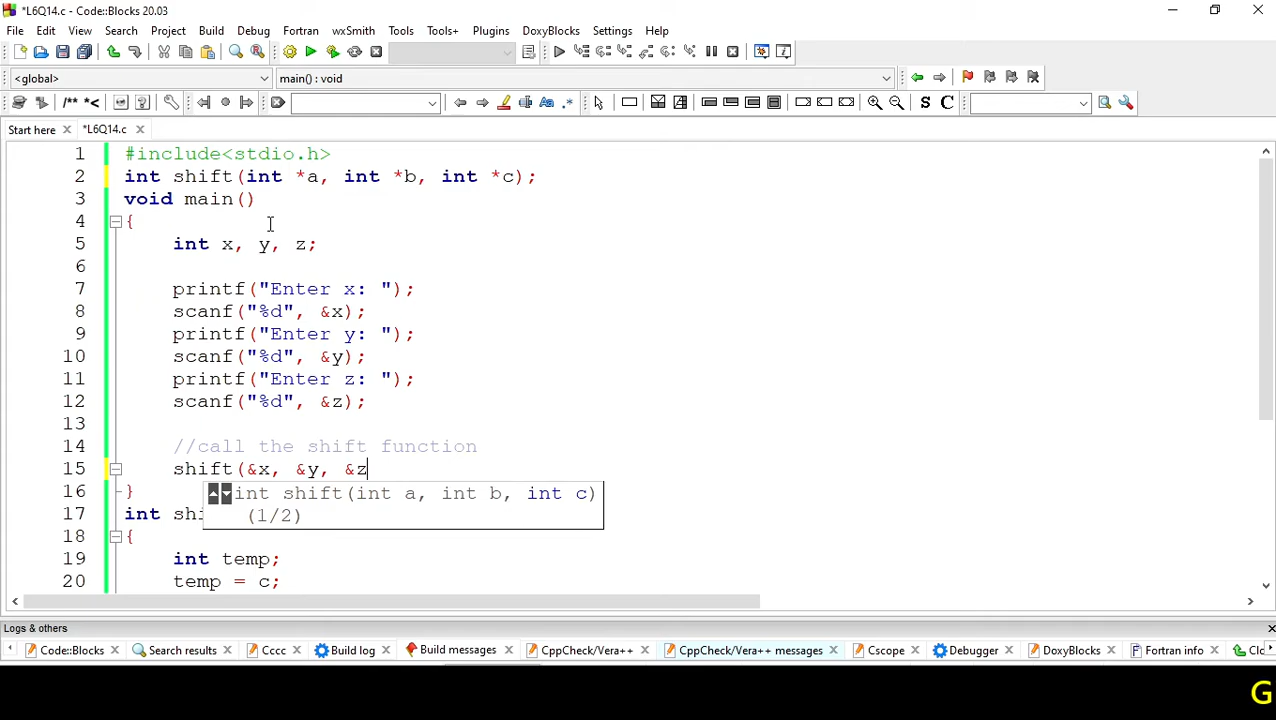 *L6Q14.c - Code::Blocks 20.03
File Edit View Search Project Build Debug Fortran wxSmith Tools Tools+ Plugins DoxyBlocks Settings Help
<global> main() : void
/** *<
S C
Start here *L6Q14.c
1 #include<stdio.h>
2 int shift(int *a, int *b, int *c);
3 void main()
4 {
5 int x, y, z;
6
7 printf("Enter x: ");
8 scanf("%d", &x);
9 printf("Enter y: ");
10 scanf("%d", &y);
11 printf("Enter z: ");
12 scanf("%d", &z);
13
14 //call the shift function
15 shift(&x, &y, &z
16 }
int shift(int a, int b, int c)
(1/2)
17 int shi
18 {
19 int temp;
20 temp = c;
Logs & others
Code::Blocks Search results Cccc Build log Build messages CppCheck/Vera++ CppCheck/Vera++ messages Cscope Debugger DoxyBlocks Fortran info Clo
G